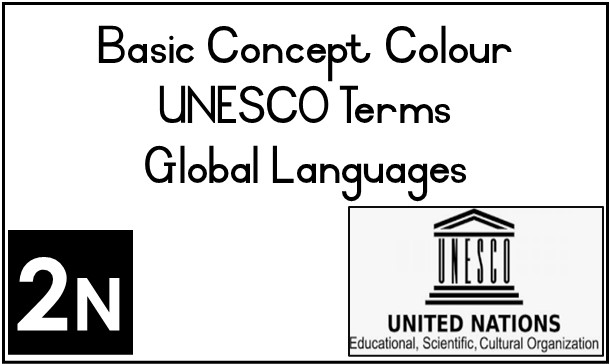 Basic Concept Colour
UNESCO Terms
Global Languages
2N
UNESCO
UNITED NATIONS
Educational, Scientific, Cultural Organization